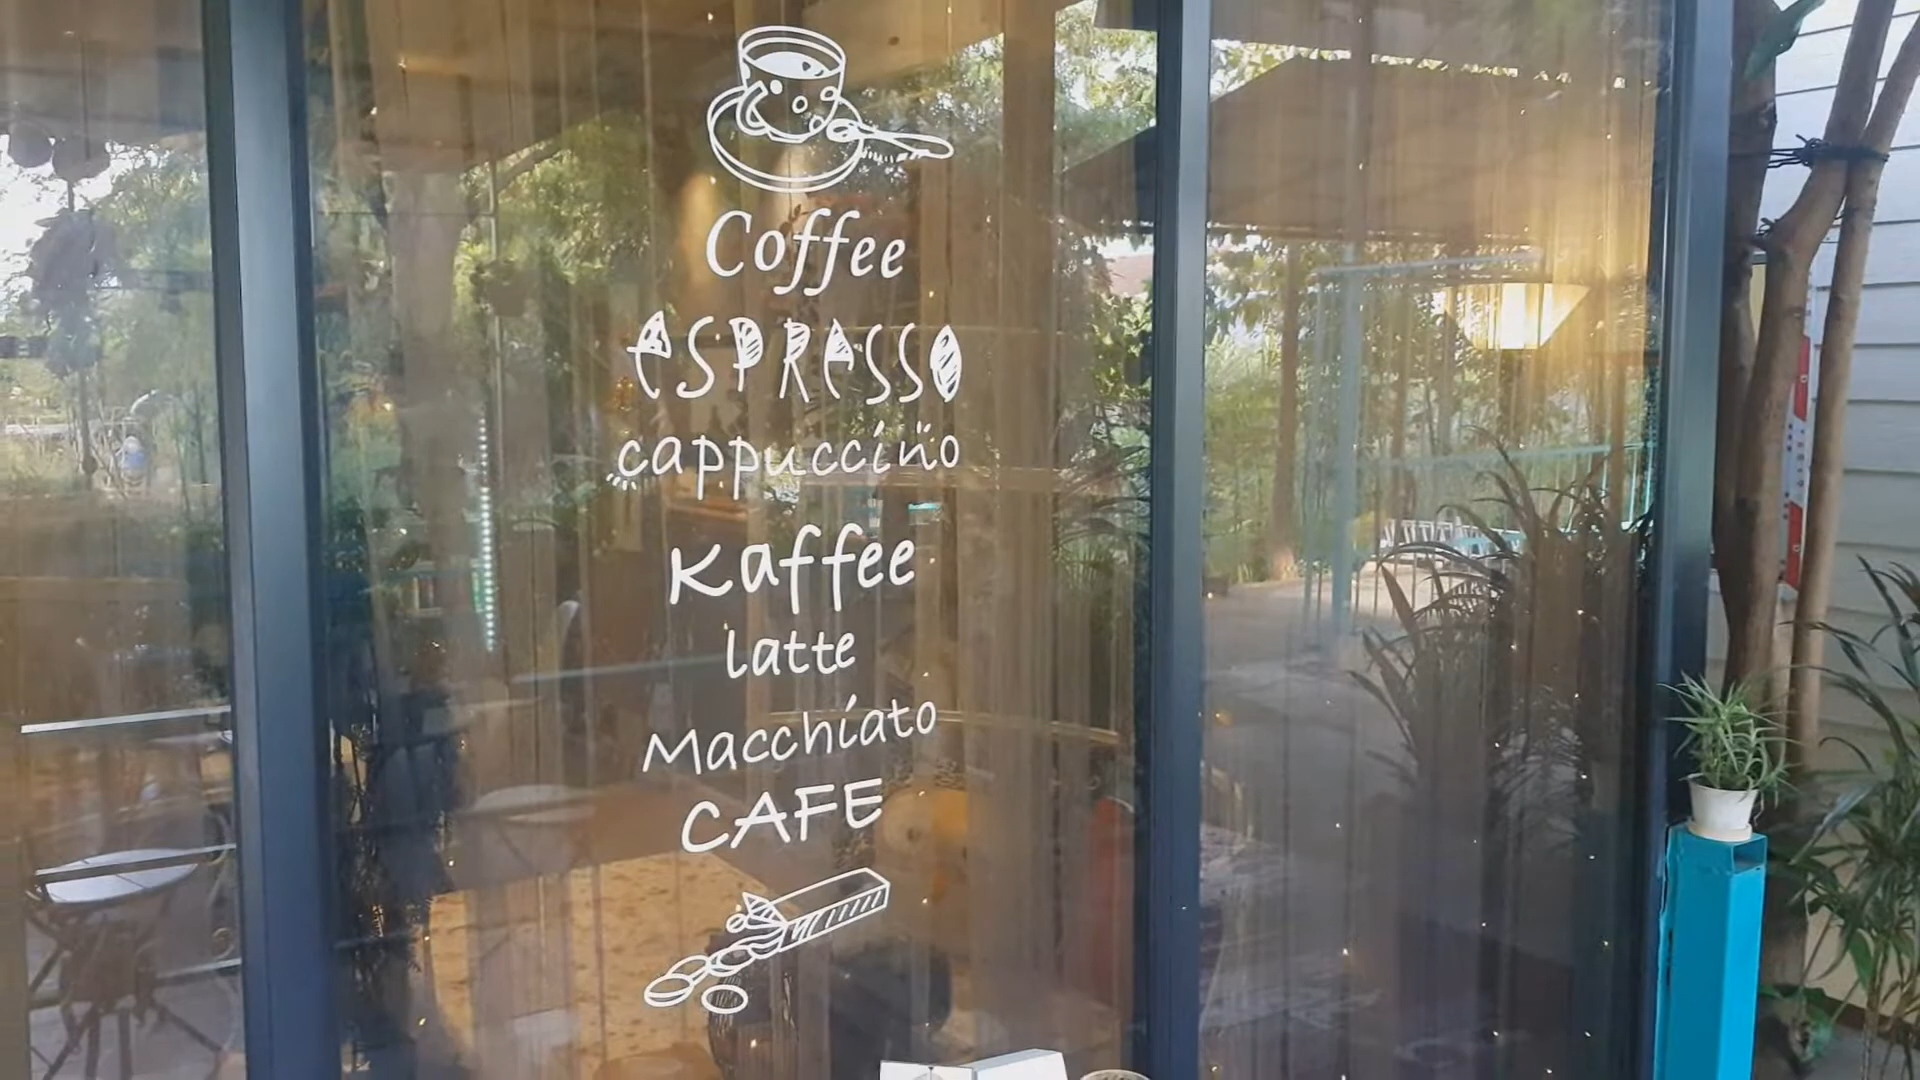 Coffee
eSPReSSO
cappuccino
Kaffee
latte
Macchiato
CAFE